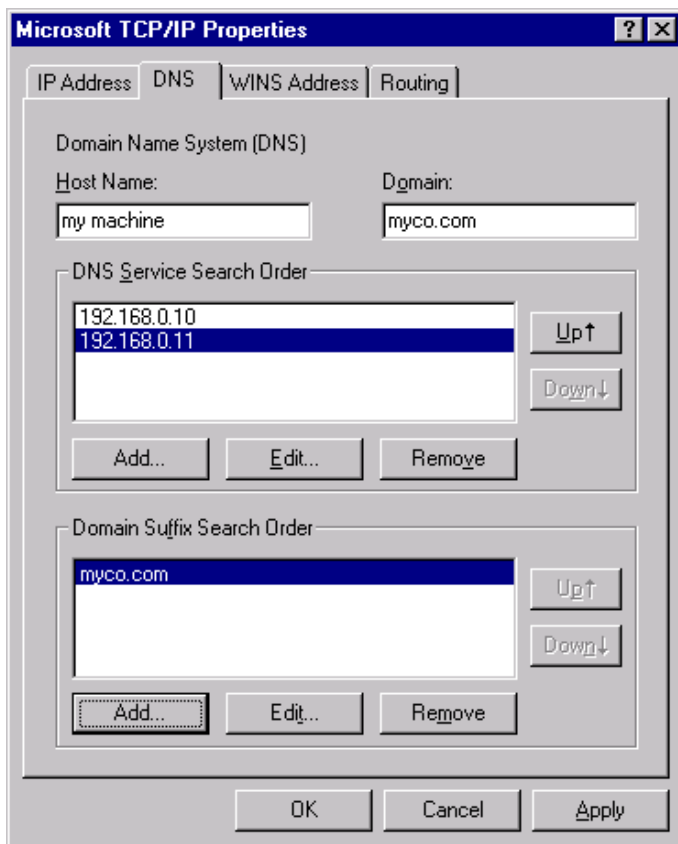 Microsoft TCP/IP Properties
IP Address DNS WINS Address Routing
Domain Name System (DNS)
Host Name: Domain:
my machine myco.com
DNS Service Search Order
192.168.0.10
192.168.0.11
Up↑
Down↓
Add... Edit... Remove
Domain Suffix Search Order
myco.com
Up↑
Down↓
Add... Edit... Remove
OK Cancel Apply